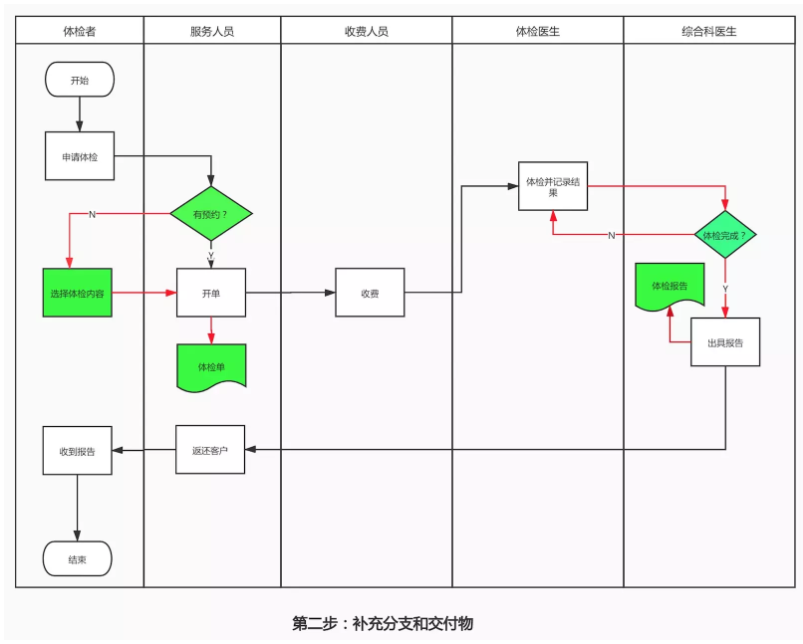 体检者
服务人员
收费人员
体检医生
综合科医生
开始
申请体检
体检并记录结
果
有预约？
N
体检完成？
N
Y
选择体检内容
开单
收费
体检报告
Y
出具报告
体检单
收到报告
返还客户
结束
第二步：补充分支和交付物